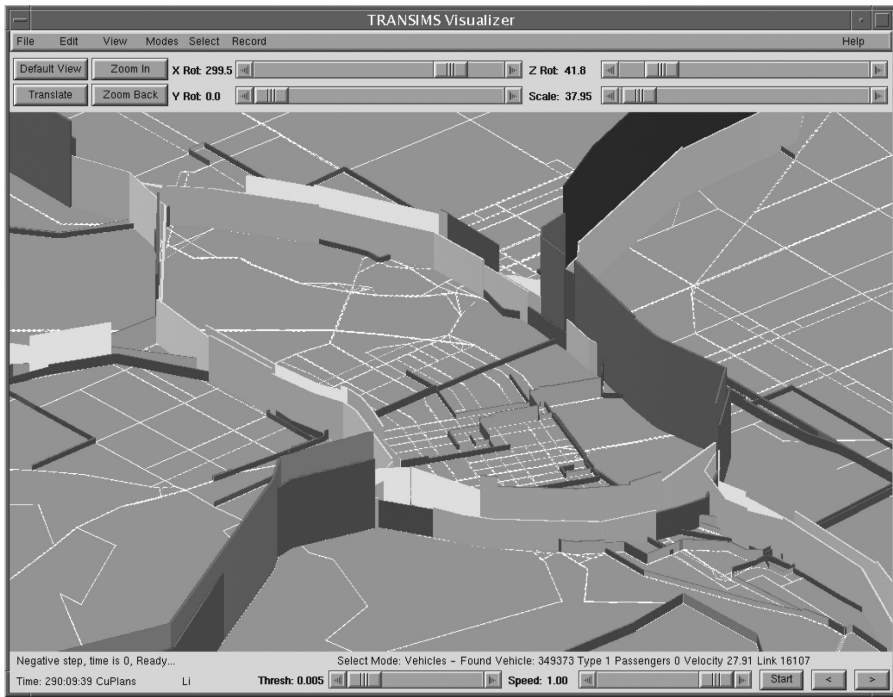 TRANSIMS Visualizer
File Edit View Modes Select Record Help
Default View Zoom In X Rot: 299.5 Z Rot: 41.8
Translate Zoom Back Y Rot: 0.0 Scale: 37.95
Negative step, time is 0, Ready... Select Mode: Vehicles - Found Vehicle: 349373 Type 1 Passengers 0 Velocity 27.91 Link 16107
Time: 290:09:39 CuPlans Li Thresh: 0.005 Speed: 1.00 Start < >